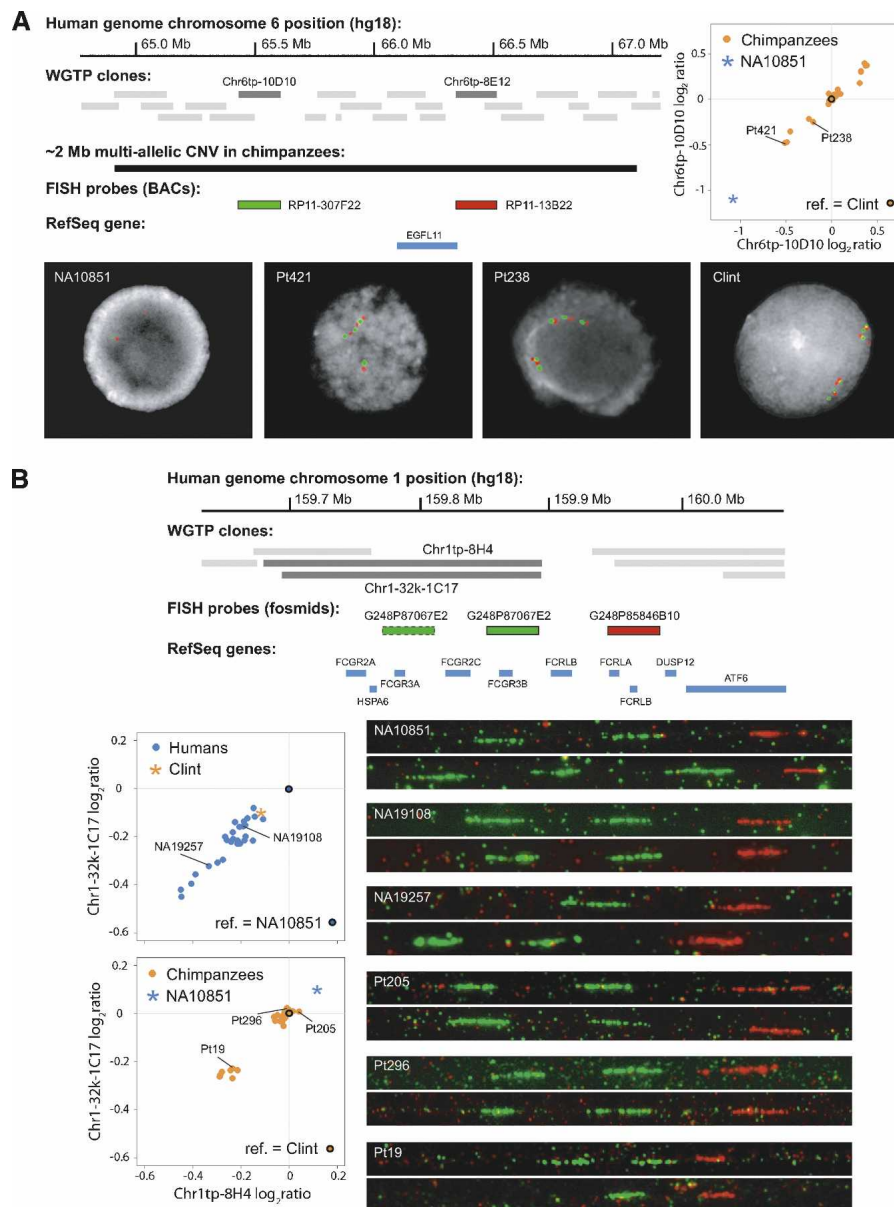 A
Human genome chromosome 6 position (hg18):
65.0 Mb 65.5 Mb 66.0 Mb 66.5 Mb 67.0 Mb
WGTP clones:
Chr6tp-10D10 Chr6tp-8E12
~2 Mb multi-allelic CNV in chimpanzees:
FISH probes (BACs):
RP11-307F22 RP11-13B22
RefSeq gene:
EGFL11
Chimpanzees
NA10851
Pt421
Pt238
ref. = Clint
Chr6tp-10D10 log2 ratio
0.5
0
-0.5
-1
-1 -0.5 0 0.5
Chr6tp-10D10 log2 ratio
NA10851 Pt421 Pt238 Clint
B
Human genome chromosome 1 position (hg18):
159.7 Mb 159.8 Mb 159.9 Mb 160.0 Mb
WGTP clones:
Chr1tp-8H4
Chr1-32k-1C17
FISH probes (fosmids):
G248P87067E2 G248P87067E2 G248P85846B10
RefSeq genes:
FCGR2A FCGR2C FCRLB FCRLA DUSP12 ATF6
HSPA6 FCGR3A FCGR3B FCRLB
Chr1-32k-1C17 log2ratio
0.2
0
-0.2
-0.4
-0.6
Humans
Clint
NA19108
NA19257
ref. = NA10851
Chr1-32k-1C17 log2ratio
0.2
0
-0.2
-0.4
-0.6
Chimpanzees
NA10851
Pt296
Pt205
Pt19
ref. = Clint
-0.6 -0.4 -0.2 0 0.2
Chr1tp-8H4 log2ratio
NA10851
NA19108
NA19257
Pt205
Pt296
Pt19